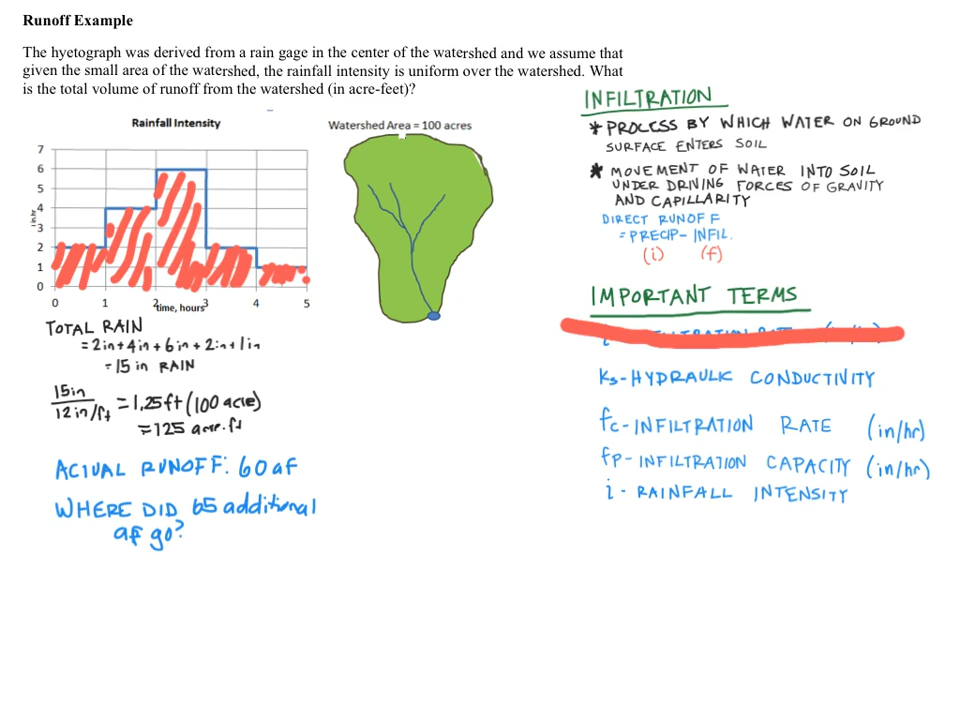 Runoff Example
The hyetograph was derived from a rain gage in the center of the watershed and we assume that
given the small area of the watershed, the rainfall intensity is uniform over the watershed. What
is the total volume of runoff from the watershed (in acre-feet)?
Rainfall Intensity
7
6
5
4
3
2
1
0
in/hr
0 1 2 3 4 5
time, hours
Watershed Area = 100 acres
TOTAL RAIN
= 2in + 4in + 6in + 2in + 1in
= 15 in RAIN
15in
12 in/ft = 1.25ft (100 acre)
= 125 acre.ft
ACTUAL RUNOFF: 60 af
WHERE DID 65 additional
af go?
INFILTRATION
* PROCESS BY WHICH WATER ON GROUND
SURFACE ENTERS SOIL
* MOVEMENT OF WATER INTO SOIL
UNDER DRIVING FORCES OF GRAVITY
AND CAPILLARITY
DIRECT RUNOFF
= PRECIP - INFIL.
(i) (f)
IMPORTANT TERMS
Ks - HYDRAULIC CONDUCTIVITY
fc - INFILTRATION RATE (in/hr)
fp - INFILTRATION CAPACITY (in/hr)
i - RAINFALL INTENSITY